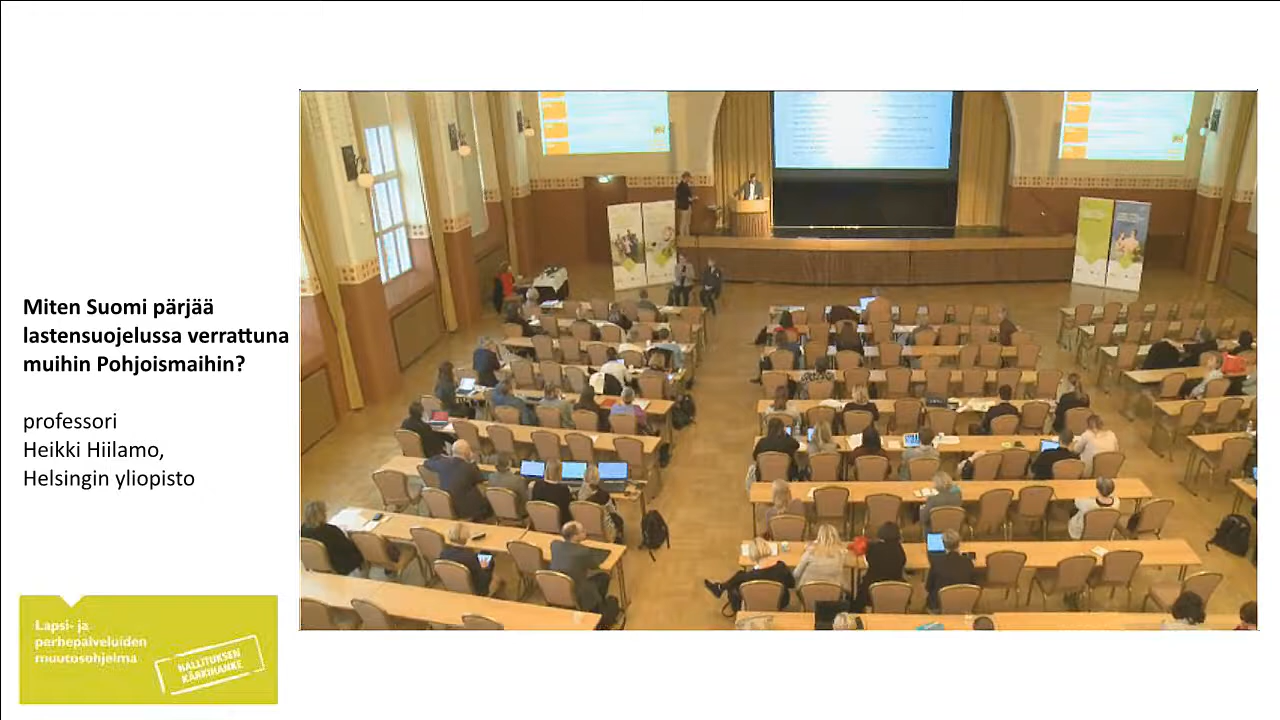 Miten Suomi pärjää
lastensuojelussa verrattuna
muihin Pohjoismaihin?
professori
Heikki Hiilamo,
Helsingin yliopisto
Lapsi- ja
perhepalveluiden
muutosohjelma
HALLITUKSEN
KÄRKIHANKE